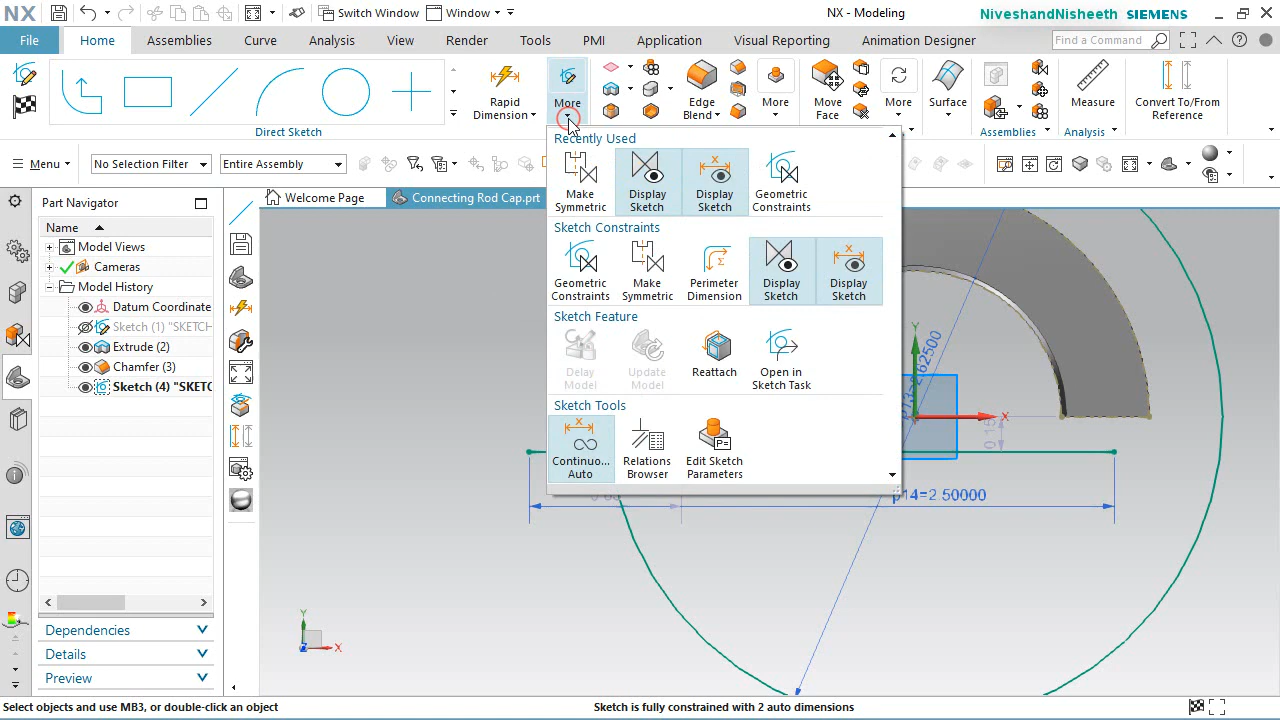 NX
Switch Window
Window
NX - Modeling
NiveshandNisheeth SIEMENS
File
Home
Assemblies
Curve
Analysis
View
Render
Tools
PMI
Application
Visual Reporting
Animation Designer
Find a Command
Rapid
Dimension
More
Edge
Blend
More
Move
Face
More
Surface
Measure
Convert To/From
Reference
Direct Sketch
Assemblies
Analysis
Menu
No Selection Filter
Entire Assembly
Recently Used
Make
Symmetric
Display
Sketch
Display
Sketch
Geometric
Constraints
Sketch Constraints
Geometric
Constraints
Make
Symmetric
Perimeter
Dimension
Display
Sketch
Display
Sketch
Sketch Feature
Delay
Model
Update
Model
Reattach
Open in
Sketch Task
Sketch Tools
Continuo...
Auto
Relations
Browser
Edit Sketch
Parameters
Part Navigator
Name
Model Views
Cameras
Model History
Datum Coordinate
Sketch (1) "SKETCH
Extrude (2)
Chamfer (3)
Sketch (4) "SKETC
Dependencies
Details
Preview
Welcome Page
Connecting Rod Cap.prt
Y
X
p13=2.62500
0.15
p14=2.50000
Y
X
Select objects and use MB3, or double-click an object
Sketch is fully constrained with 2 auto dimensions